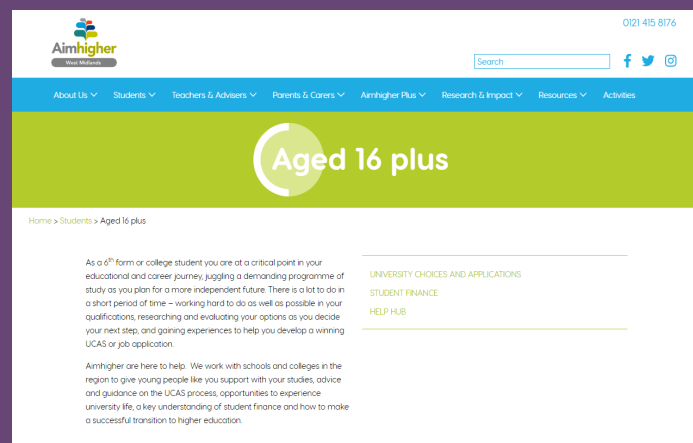 0121 415 8176
Aimhigher
West Midlands
Search
About Us Students Teachers & Advisers Parents & Carers Aimhigher Plus Research & Impact Resources Activities
Aged 16 plus
Home > Students > Aged 16 plus
As a 6th form or college student you are at a critical point in your
educational and career journey, juggling a demanding programme of
study as you plan for a more independent future. There is a lot to do in
a short period of time – working hard to do as well as possible in your
qualifications, researching and evaluating your options as you decide
your next step, and gaining experiences to help you develop a winning
UCAS or job application.
Aimhigher are here to help. We work with schools and colleges in the
region to give young people like you support with your studies, advice
and guidance on the UCAS process, opportunities to experience
university life, a key understanding of student finance and how to make
a successful transition to higher education.
UNIVERSITY CHOICES AND APPLICATIONS
STUDENT FINANCE
HELP HUB